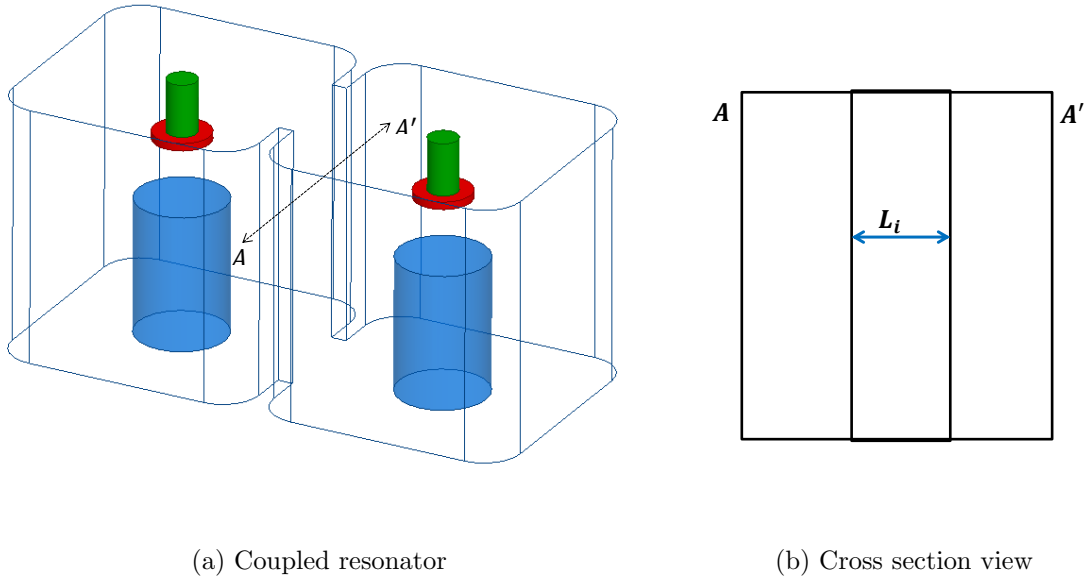 A
A'
A
A'
L_i
(a) Coupled resonator
(b) Cross section view